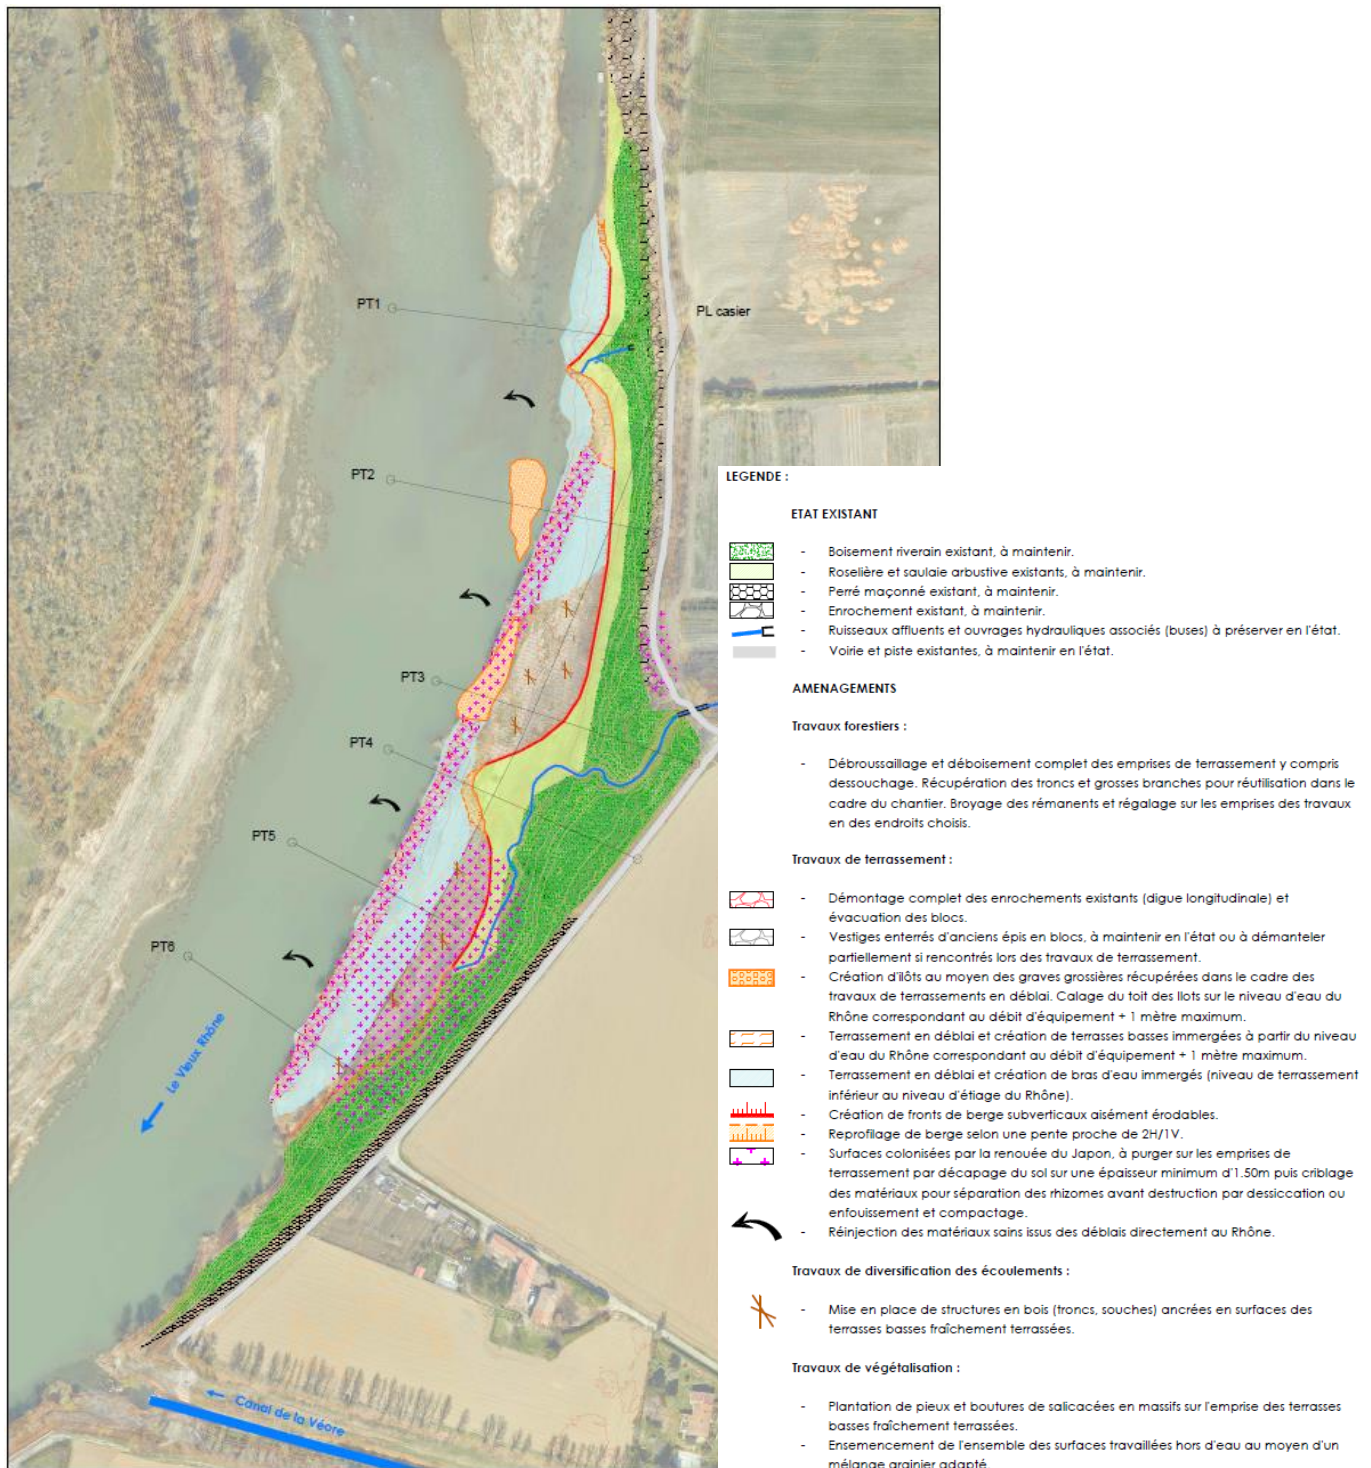 PT1
PL casier
PT2
PT3
PT4
PT5
PT6
Le Vieux Rhône
Canal de la Véore
LEGENDE :
ETAT EXISTANT
- Boisement riverain existant, à maintenir.
- Roselière et saulaie arbustive existants, à maintenir.
- Perré maçonné existant, à maintenir.
- Enrochement existant, à maintenir.
- Ruisseaux affluents et ouvrages hydrauliques associés (buses) à préserver en l'état.
- Voirie et piste existantes, à maintenir en l'état.
AMENAGEMENTS
Travaux forestiers :
- Débroussaillage et déboisement complet des emprises de terrassement y compris
dessouchage. Récupération des troncs et grosses branches pour réutilisation dans le
cadre du chantier. Broyage des rémanents et régalage sur les emprises des travaux
en des endroits choisis.
Travaux de terrassement :
- Démontage complet des enrochements existants (digue longitudinale) et
évacuation des blocs.
- Vestiges enterrés d'anciens épis en blocs, à maintenir en l'état ou à démanteler
partiellement si rencontrés lors des travaux de terrassement.
- Création d'ilôts au moyen des graves grossières récupérées dans le cadre des
travaux de terrassements en déblai. Calage du toit des îlots sur le niveau d'eau du
Rhône correspondant au débit d'équipement + 1 mètre maximum.
- Terrassement en déblai et création de terrasses basses immergées à partir du niveau
d'eau du Rhône correspondant au débit d'équipement + 1 mètre maximum.
- Terrassement en déblai et création de bras d'eau immergés (niveau de terrassement
inférieur au niveau d'étiage du Rhône).
- Création de fronts de berge subverticaux aisément érodables.
- Reprofilage de berge selon une pente proche de 2H/1V.
- Surfaces colonisées par la renouée du Japon, à purger sur les emprises de
terrassement par décapage du sol sur une épaisseur minimum d'1.50m puis criblage
des matériaux pour séparation des rhizomes avant destruction par dessiccation ou
enfouissement et compactage.
- Réinjection des matériaux sains issus des déblais directement au Rhône.
Travaux de diversification des écoulements :
- Mise en place de structures en bois (troncs, souches) ancrées en surfaces des
terrasses basses fraîchement terrassées.
Travaux de végétalisation :
- Plantation de pieux et boutures de salicacées en massifs sur l'emprise des terrasses
basses fraîchement terrassées.
- Ensemencement de l'ensemble des surfaces travaillées hors d'eau au moyen d'un
mélange grainier adapté.